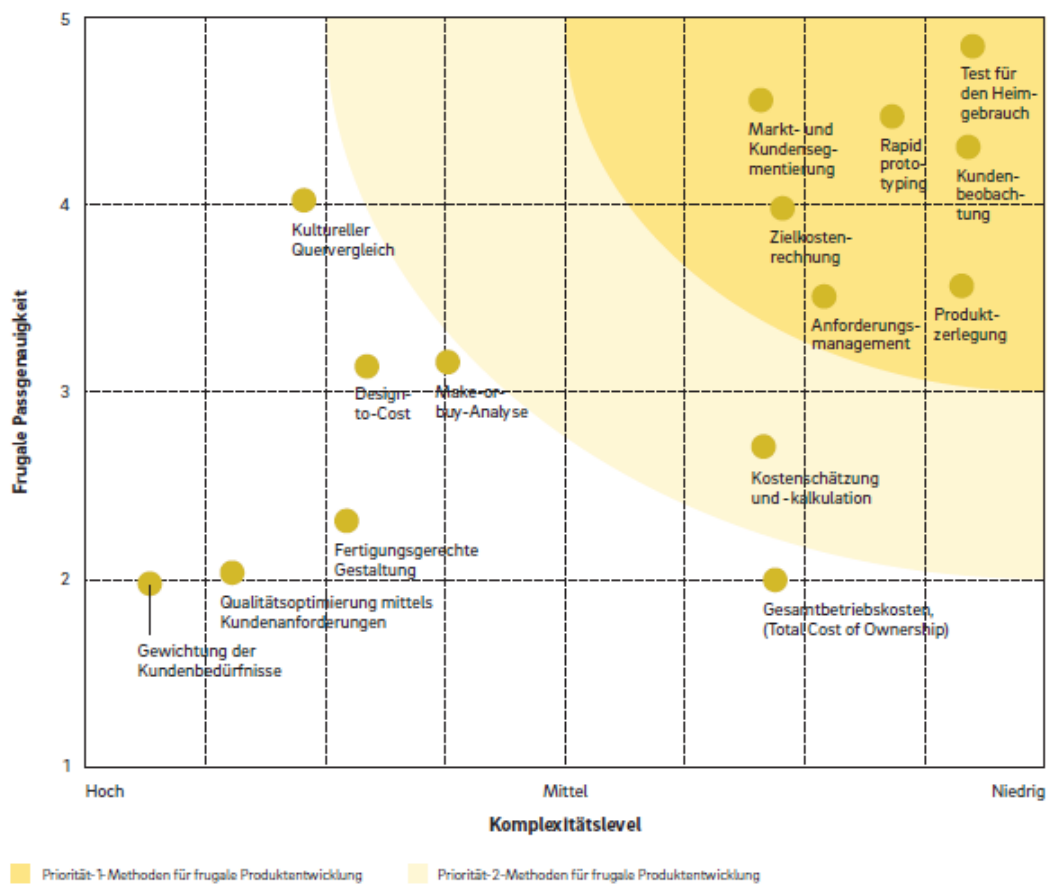 5
Test für
den Heim-
gebrauch
Markt- und
Kundenseg-
mentierung
Rapid
proto-
typing
Kunden-
beobach-
tung
4
Kultureller
Quervergleich
Zielkosten-
rechnung
Anforderungs-
management
Produkt-
zerlegung
Frugale Passgenauigkeit
3
Design-
to-Cost
Make-or-
buy-Analyse
Kostenschätzung
und -kalkulation
Fertigungsgerechte
Gestaltung
2
Qualitätsoptimierung mittels
Kundenanforderungen
Gesamtbetriebskosten,
(Total Cost of Ownership)
Gewichtung der
Kundenbedürfnisse
1
Hoch
Mittel
Niedrig
Komplexitätslevel
Priorität-1-Methoden für frugale Produktentwicklung
Priorität-2-Methoden für frugale Produktentwicklung